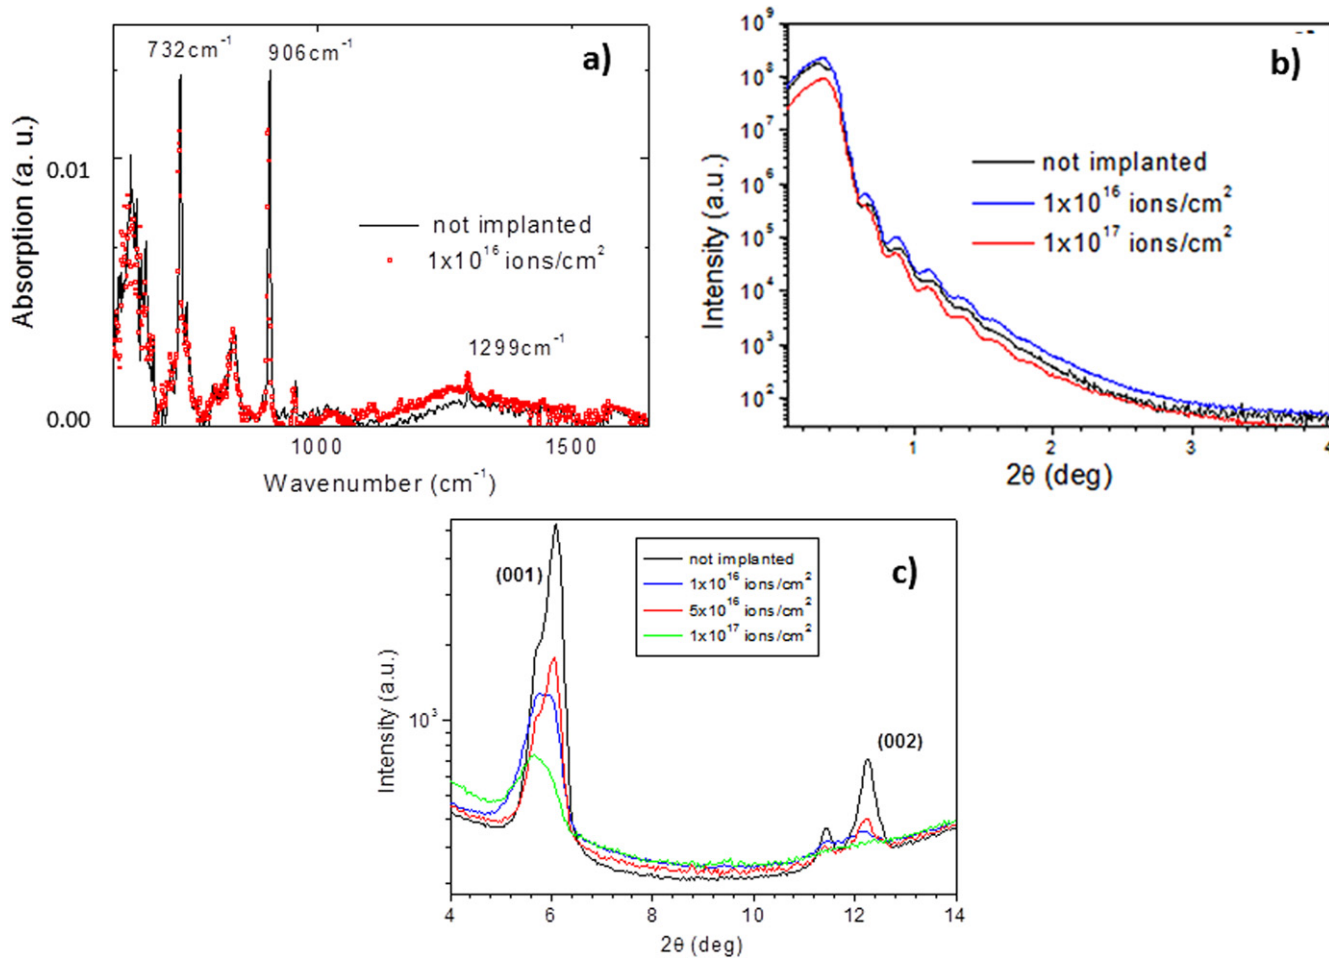 a)
732cm⁻¹ 906cm⁻¹
0.01
not implanted
1x10¹⁶ ions/cm²
1299cm⁻¹
0.00
1000 1500
Absorption (a. u.)
Wavenumber (cm⁻¹)
b)
10⁹
10⁸
10⁷
10⁶
10⁵
10⁴
10³
10²
not implanted
1x10¹⁶ ions/cm²
1x10¹⁷ ions/cm²
Intensity (a.u.)
1 2 3 4
2θ (deg)
c)
(001)
not implanted
1x10¹⁶ ions/cm²
5x10¹⁶ ions/cm²
1x10¹⁷ ions/cm²
(002)
10³
Intensity (a.u.)
4 6 8 10 12 14
2θ (deg)